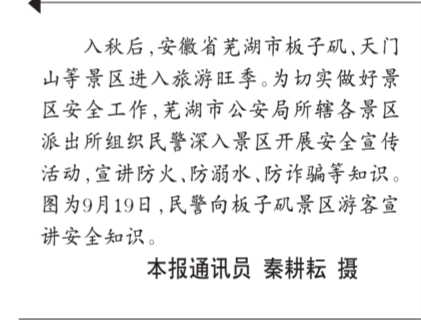 入秋后，安徽省芜湖市板子矶、天门
山等景区进入旅游旺季。为切实做好景
区安全工作，芜湖市公安局所辖各景区
派出所组织民警深入景区开展安全宣传
活动，宣讲防火、防溺水、防诈骗等知识。
图为9月19日，民警向板子矶景区游客宣
讲安全知识。
本报通讯员 秦耕耘 摄